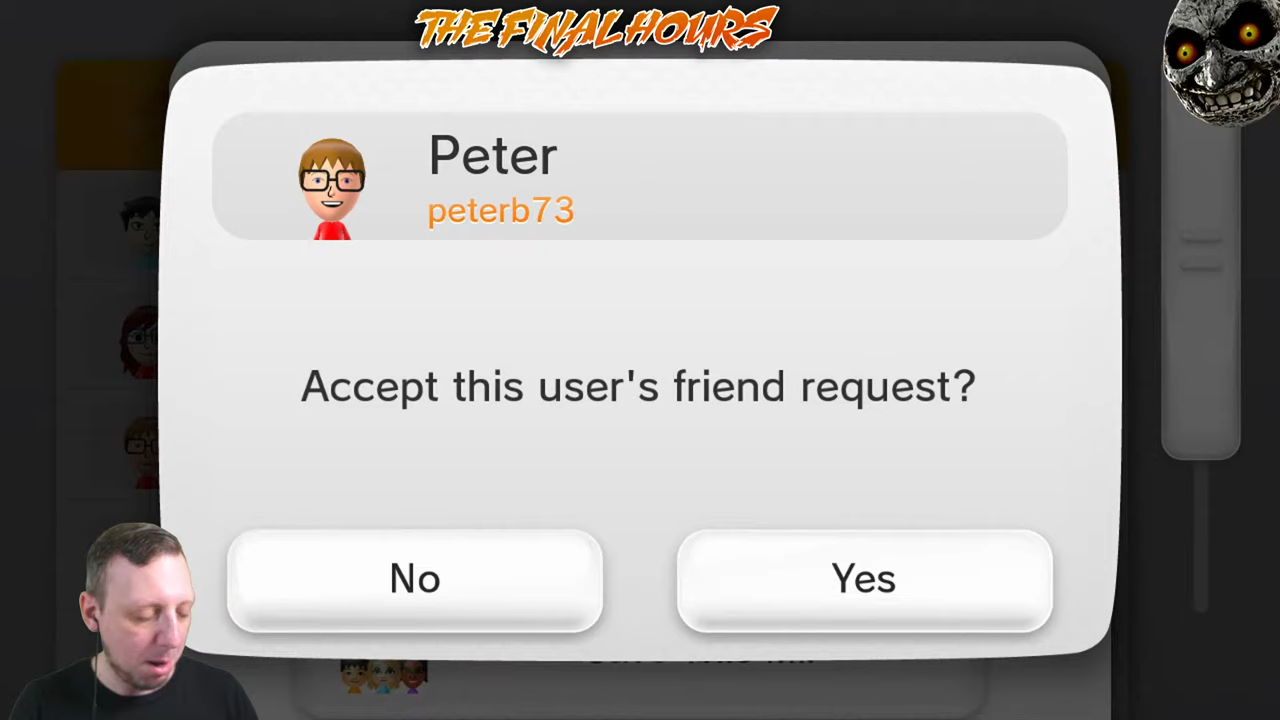 THE FINAL HOURS
Peter
peterb73
Accept this user's friend request?
No
Yes